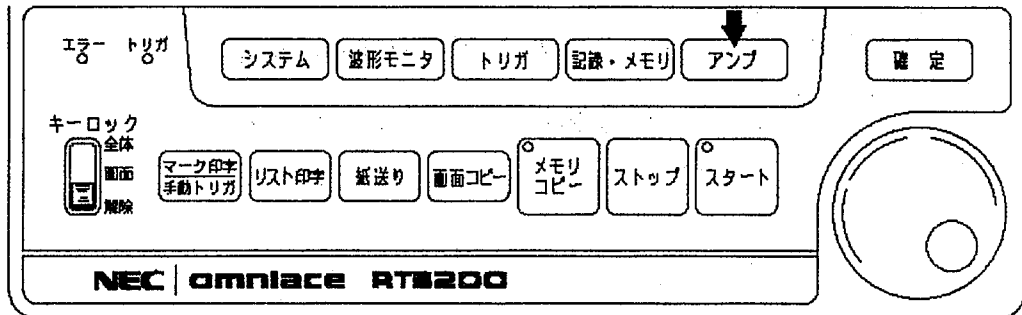 エラー トリガ
システム 波形モニタ トリガ 記録・メモリ アンプ 確定
キーロック
全体
画面
解除
マーク印字
手動トリガ
リスト印字 紙送り 画面コピー
メモリ
コピー
ストップ スタート
NEC omniace RT3200